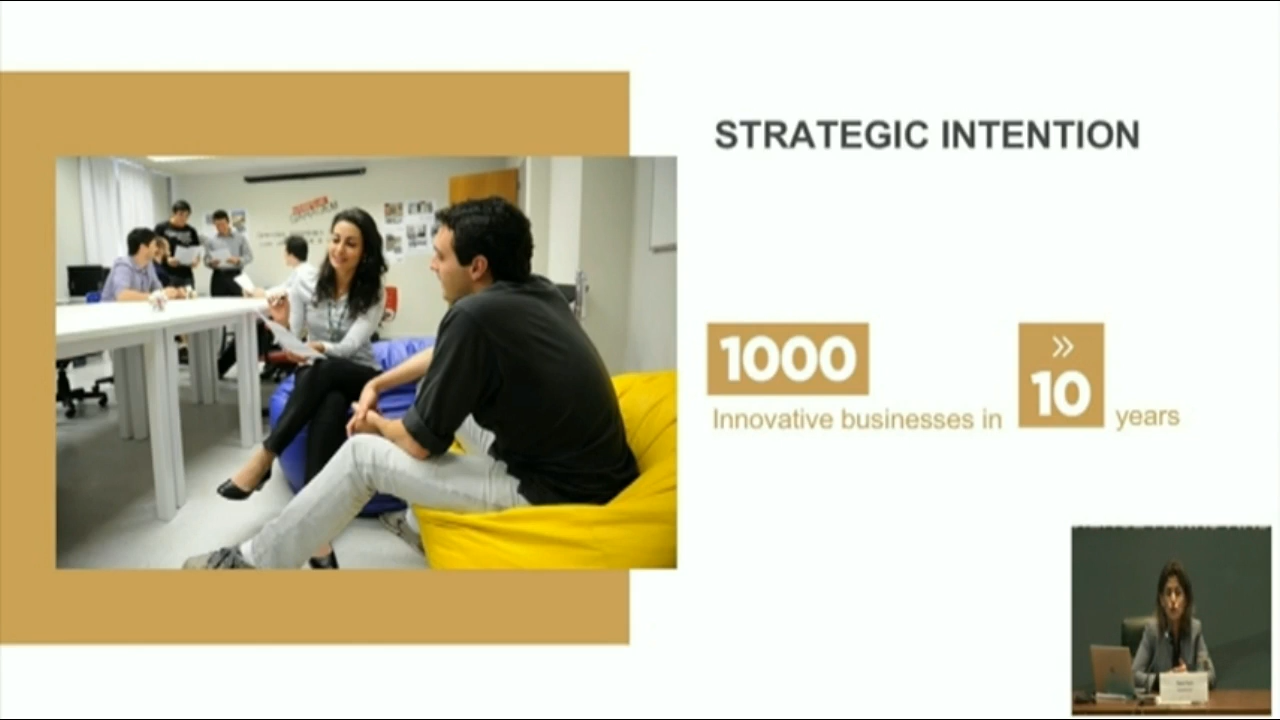 STRATEGIC INTENTION
1000
Innovative businesses in
»
10
years